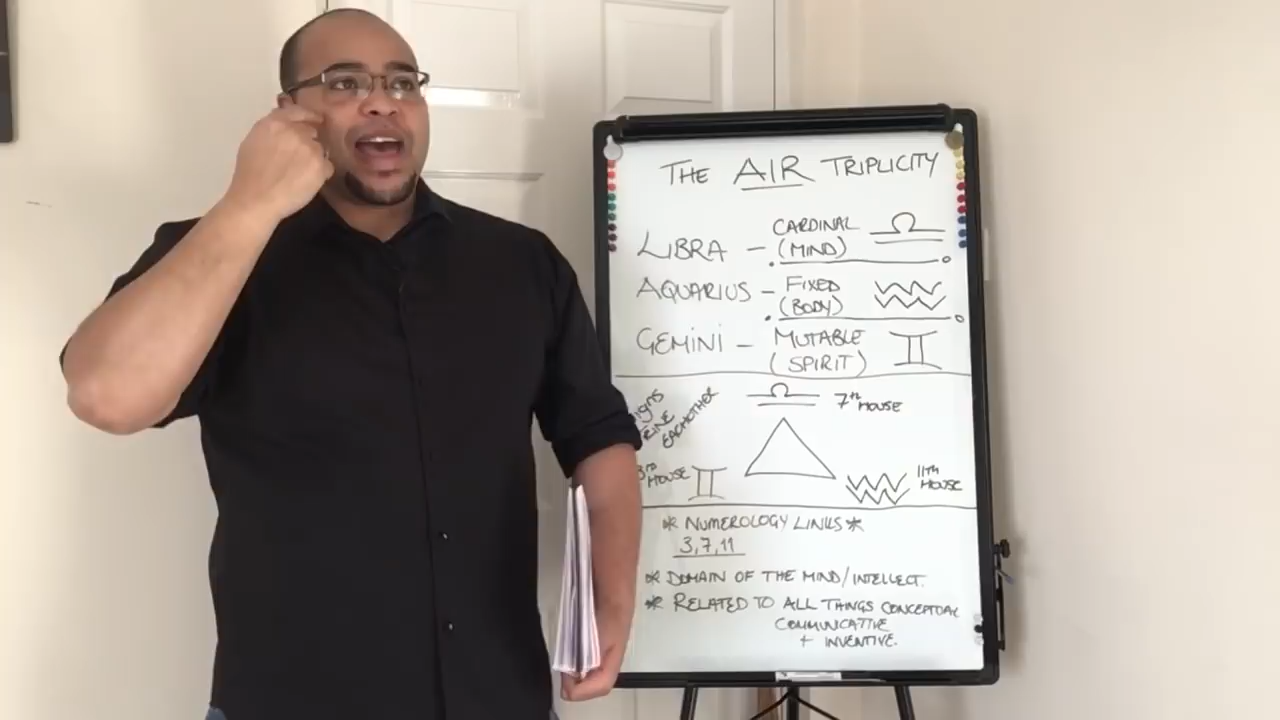 THE AIR TRIPLICITY
LIBRA - CARDINAL (MIND)
AQUARIUS - FIXED (BODY)
GEMINI - MUTABLE (SPIRIT)
EACHOTHER
7TH HOUSE
HOUSE
11TH HOUSE
* NUMEROLOGY LINKS *
3, 7, 11
* DOMAIN OF THE MIND/INTELLECT.
* RELATED TO ALL THINGS CONCEPTUAL
COMMUNICATIVE
+ INVENTIVE.